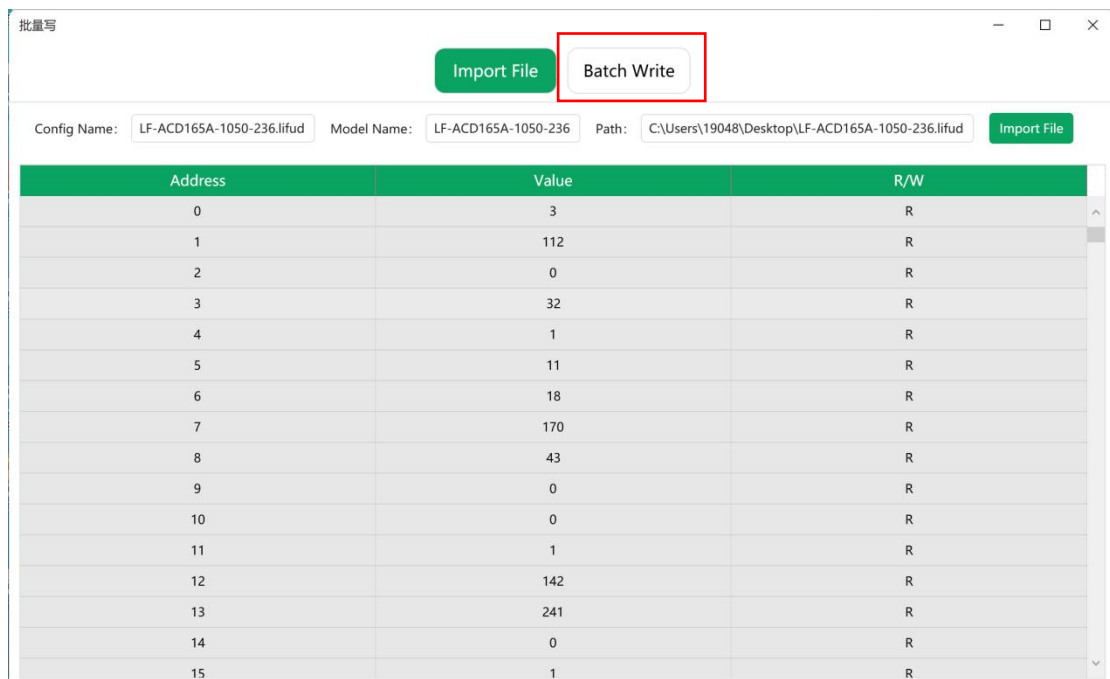 批量写
Import File Batch Write
Config Name: LF-ACD165A-1050-236.lifud Model Name: LF-ACD165A-1050-236 Path: C:\Users\19048\Desktop\LF-ACD165A-1050-236.lifud Import File
Address Value R/W
0 3 R
1 112 R
2 0 R
3 32 R
4 1 R
5 11 R
6 18 R
7 170 R
8 43 R
9 0 R
10 0 R
11 1 R
12 142 R
13 241 R
14 0 R
15 1 R